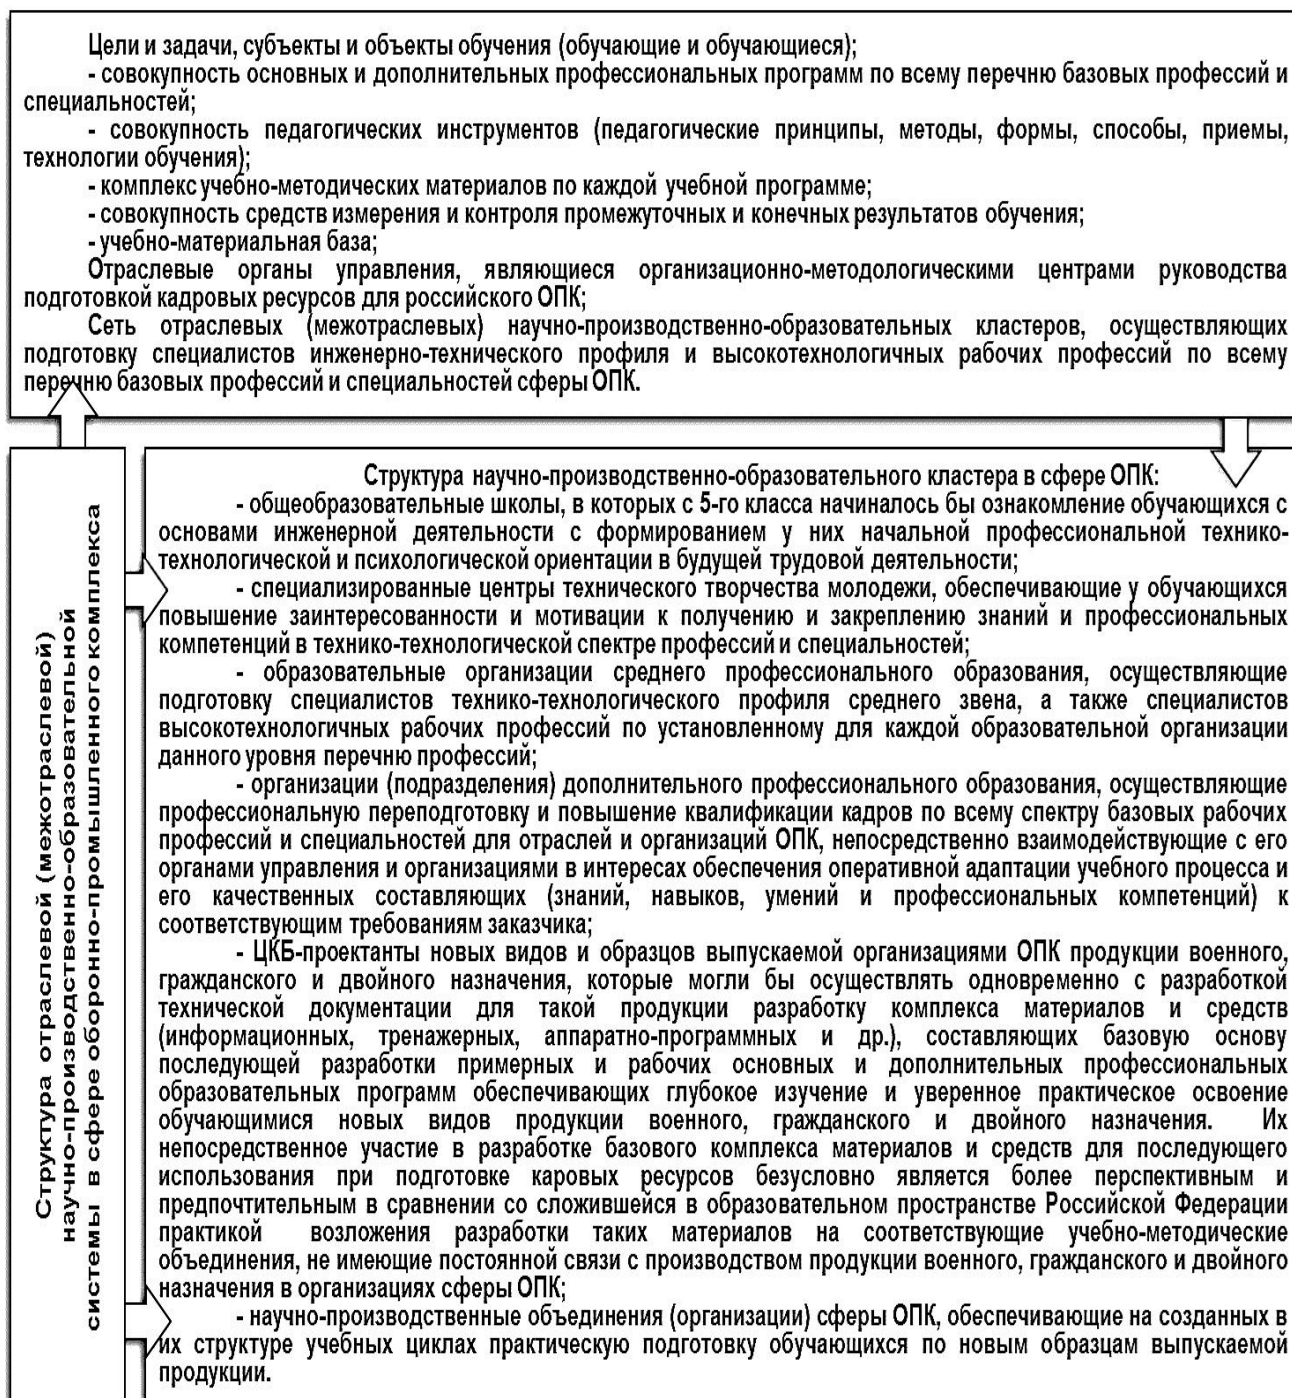 Цели и задачи, субъекты и объекты обучения (обучающие и обучающиеся);
- совокупность основных и дополнительных профессиональных программ по всему перечню базовых профессий и
специальностей;
- совокупность педагогических инструментов (педагогические принципы, методы, формы, способы, приемы,
технологии обучения);
- комплекс учебно-методических материалов по каждой учебной программе;
- совокупность средств измерения и контроля промежуточных и конечных результатов обучения;
- учебно-материальная база;
Отраслевые органы управления, являющиеся организационно-методологическими центрами руководства
подготовкой кадровых ресурсов для российского ОПК;
Сеть отраслевых (межотраслевых) научно-производственно-образовательных кластеров, осуществляющих
подготовку специалистов инженерно-технического профиля и высокотехнологичных рабочих профессий по всему
перечню базовых профессий и специальностей сферы ОПК.
Структура отраслевой (межотраслевой)
научно-производственно-образовательной
системы в сфере оборонно-промышленного комплекса
Структура научно-производственно-образовательного кластера в сфере ОПК:
- общеобразовательные школы, в которых с 5-го класса начиналось бы ознакомление обучающихся с
основами инженерной деятельности с формированием у них начальной профессиональной технико-
технологической и психологической ориентации в будущей трудовой деятельности;
- специализированные центры технического творчества молодежи, обеспечивающие у обучающихся
повышение заинтересованности и мотивации к получению и закреплению знаний и профессиональных
компетенций в технико-технологической спектре профессий и специальностей;
- образовательные организации среднего профессионального образования, осуществляющие
подготовку специалистов технико-технологического профиля среднего звена, а также специалистов
высокотехнологичных рабочих профессий по установленному для каждой образовательной организации
данного уровня перечню профессий;
- организации (подразделения) дополнительного профессионального образования, осуществляющие
профессиональную переподготовку и повышение квалификации кадров по всему спектру базовых рабочих
профессий и специальностей для отраслей и организаций ОПК, непосредственно взаимодействующие с его
органами управления и организациями в интересах обеспечения оперативной адаптации учебного процесса и
его качественных составляющих (знаний, навыков, умений и профессиональных компетенций) к
соответствующим требованиям заказчика;
- ЦКБ-проектанты новых видов и образцов выпускаемой организациями ОПК продукции военного,
гражданского и двойного назначения, которые могли бы осуществлять одновременно с разработкой
технической документации для такой продукции разработку комплекса материалов и средств
(информационных, тренажерных, аппаратно-программных и др.), составляющих базовую основу
последующей разработки примерных и рабочих основных и дополнительных профессиональных
образовательных программ обеспечивающих глубокое изучение и уверенное практическое освоение
обучающимися новых видов продукции военного, гражданского и двойного назначения. Их
непосредственное участие в разработке базового комплекса материалов и средств для последующего
использования при подготовке каровых ресурсов безусловно является более перспективным и
предпочтительным в сравнении со сложившейся в образовательном пространстве Российской Федерации
практикой возложения разработки таких материалов на соответствующие учебно-методические
объединения, не имеющие постоянной связи с производством продукции военного, гражданского и двойного
назначения в организациях сферы ОПК;
- научно-производственные объединения (организации) сферы ОПК, обеспечивающие на созданных в
их структуре учебных циклах практическую подготовку обучающихся по новым образцам выпускаемой
продукции.